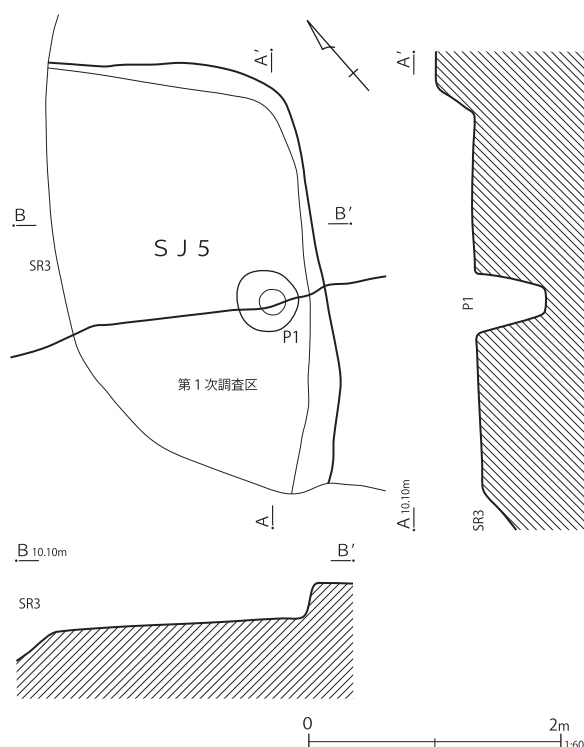 A'
A'
B
B'
SJ5
SR3
P1
P1
第1次調査区
A
A 10.10m
SR3
B 10.10m
B'
SR3
0 2m
1:60